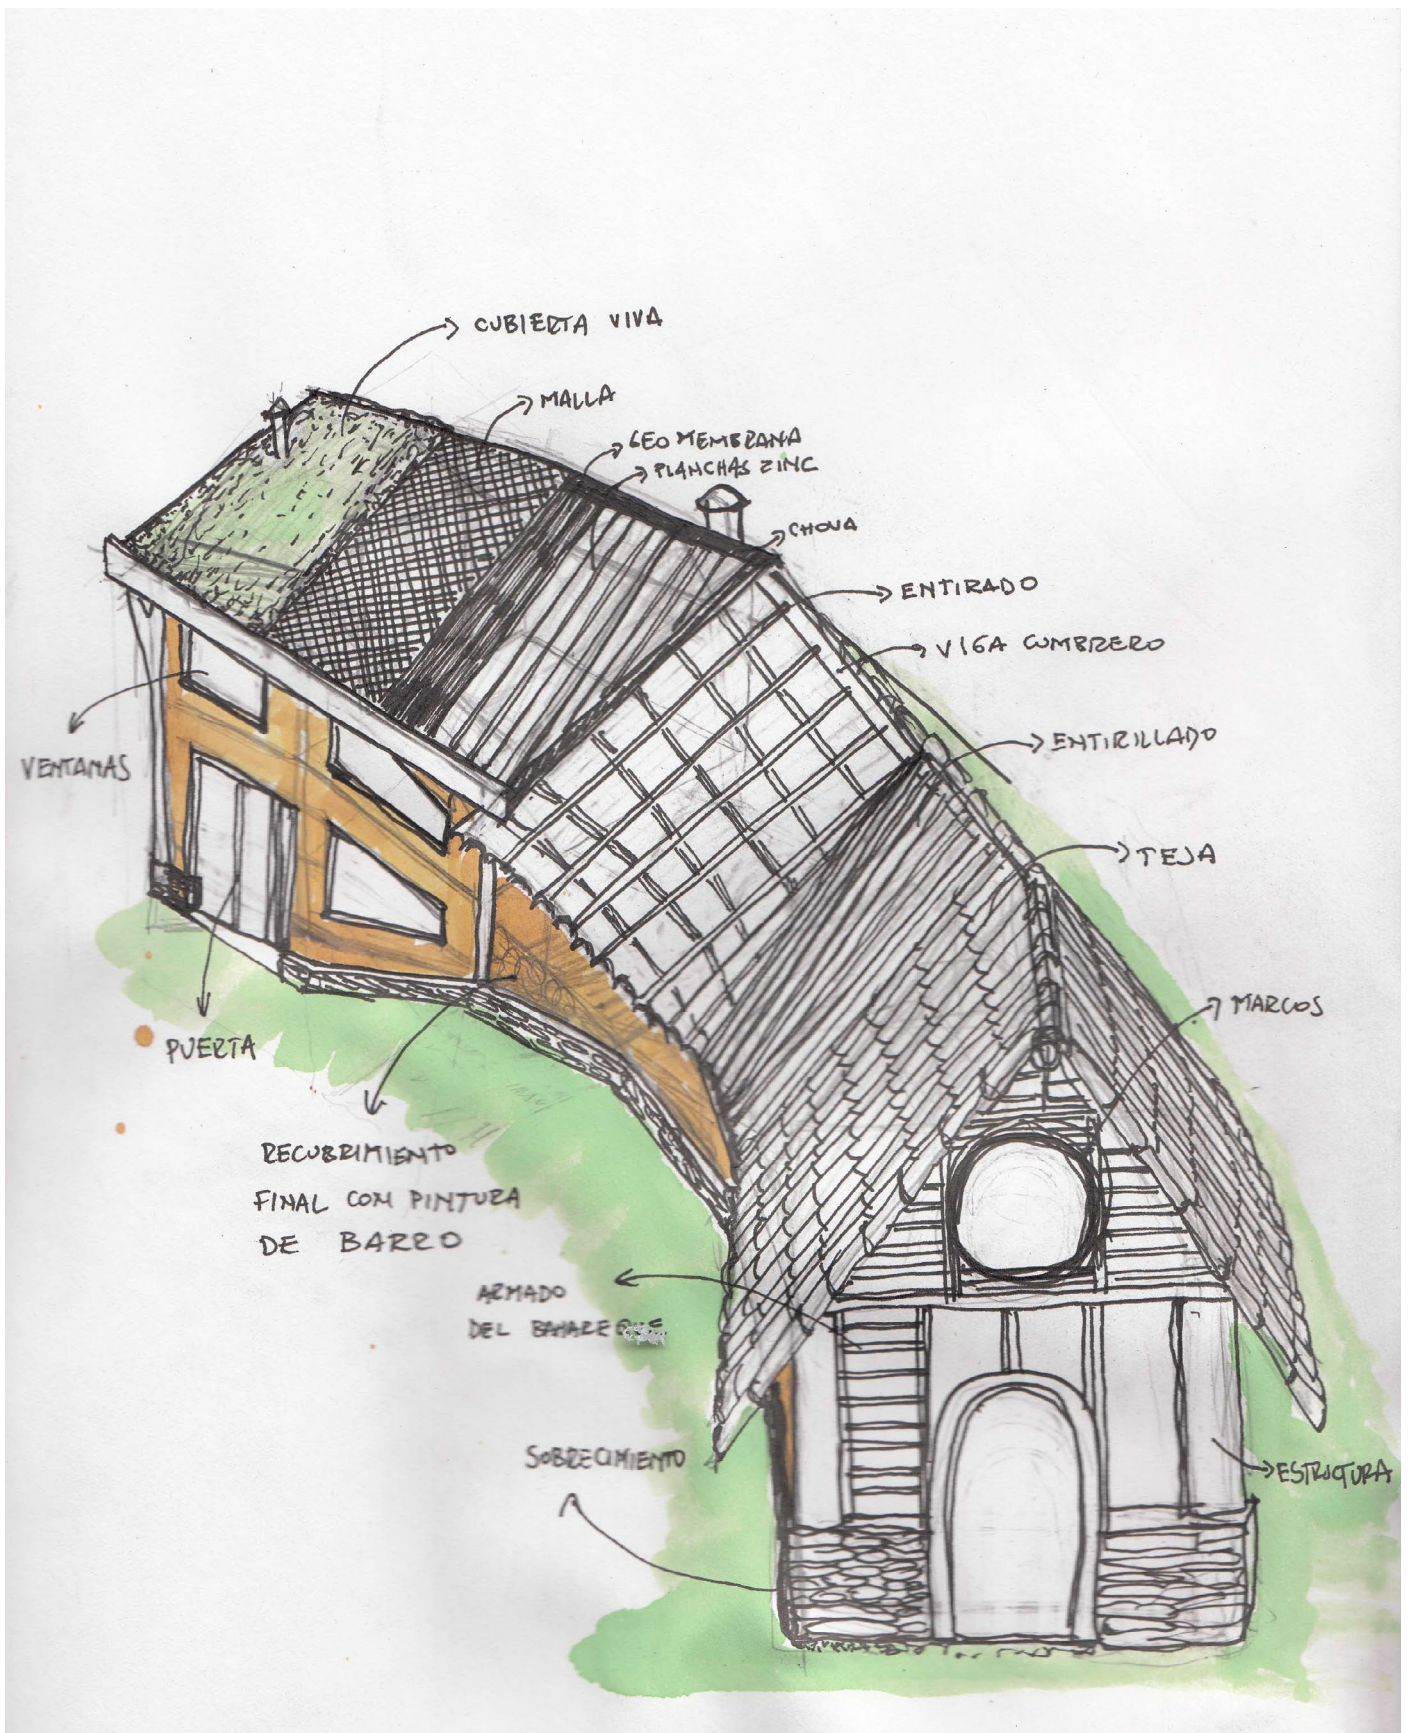 CUBIERTA VIVA
MALLA
GEO MEMBRANA
PLANCHAS ZINC
CHOVA
ENTIRADO
VIGA CUMBRERO
ENTIRILLADO
VENTANAS
TEJA
MARCOS
PUERTA
RECUBRIMIENTO
FINAL CON PINTURA
DE BARRO
ARMADO
DEL BAHAREQUE
SOBRECIMIENTO
ESTRUCTURA